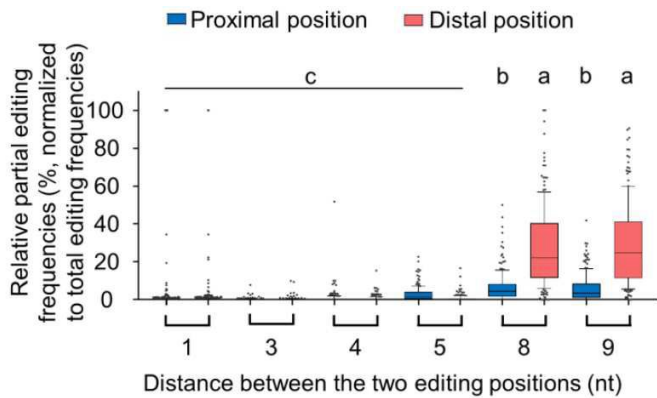 Proximal position Distal position
c b a b a
Relative partial editing
frequencies (%, normalized
to total editing frequencies)
100
80
60
40
20
0
1 3 4 5 8 9
Distance between the two editing positions (nt)